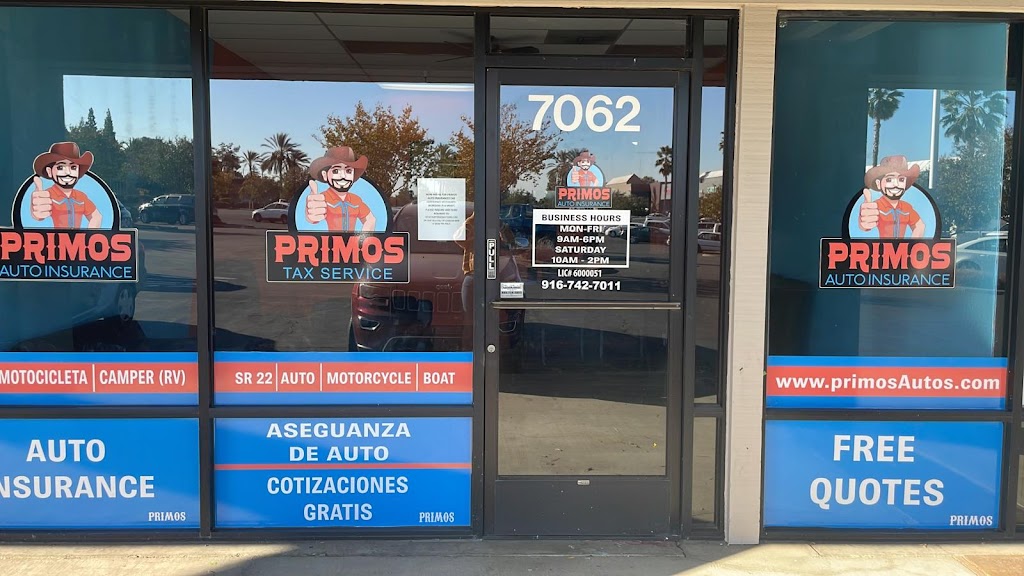 PRIMOS
AUTO INSURANCE
MOTOCICLETA | CAMPER (RV)
AUTO
NSURANCE
PRIMOS
PRIMOS
TAX SERVICE
SR 22 | AUTO | MOTORCYCLE | BOAT
ASEGUANZA
DE AUTO
COTIZACIONES
GRATIS
PRIMOS
7062
PRIMOS
AUTO INSURANCE
BUSINESS HOURS
MON-FRI
9AM-6PM
SATURDAY
10AM - 2PM
LIC# 6000051
916-742-7011
PULL
PRIMOS
AUTO INSURANCE
www.primosAutos.com
FREE
QUOTES
PRIMOS